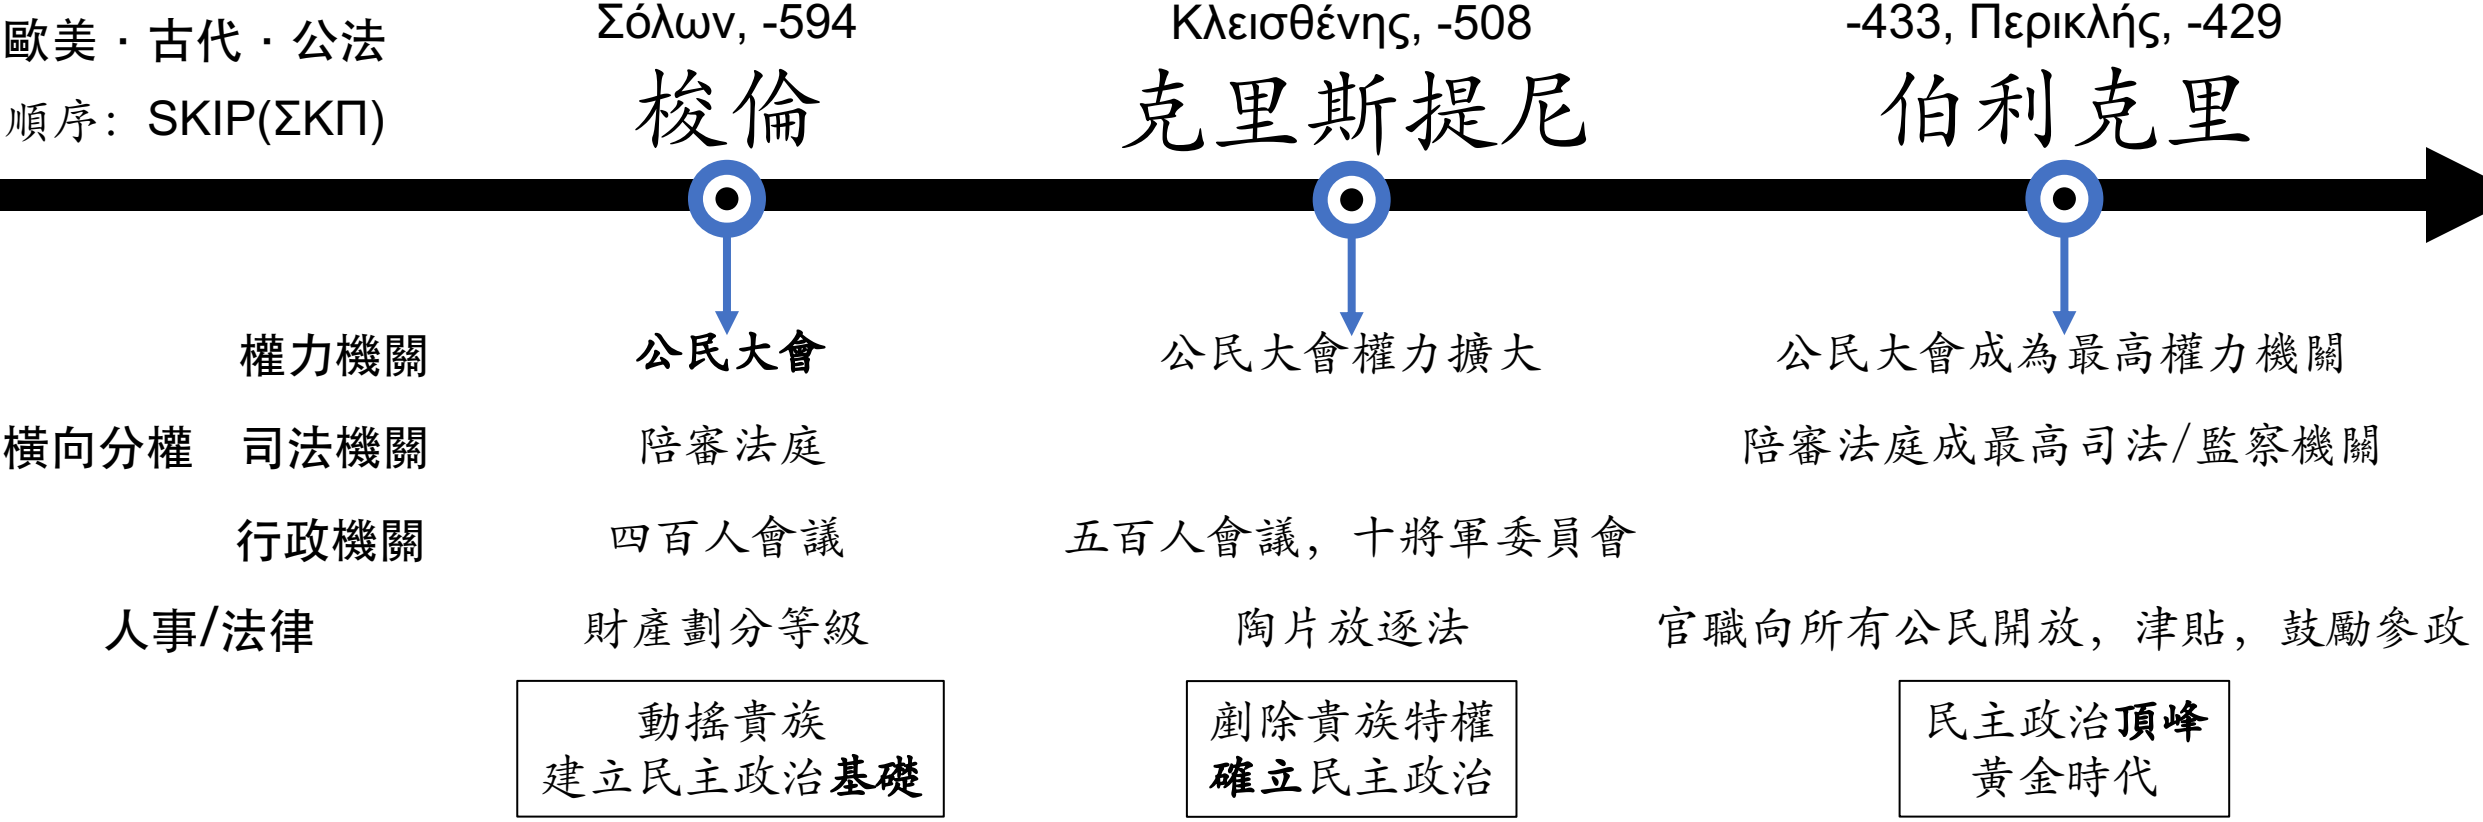 歐美·古代·公法
順序：SKIP(ΣΚΠ)
Σόλων, -594
梭倫
Κλεισθένης, -508
克里斯提尼
-433, Περικλής, -429
伯利克里
權力機關 公民大會 公民大會權力擴大 公民大會成為最高權力機關
橫向分權 司法機關 陪審法庭 陪審法庭成最高司法/監察機關
行政機關 四百人會議 五百人會議，十將軍委員會
人事/法律 財產劃分等級 陶片放逐法 官職向所有公民開放，津貼，鼓勵參政
動搖貴族
建立民主政治基礎
剷除貴族特權
確立民主政治
民主政治頂峰
黃金時代